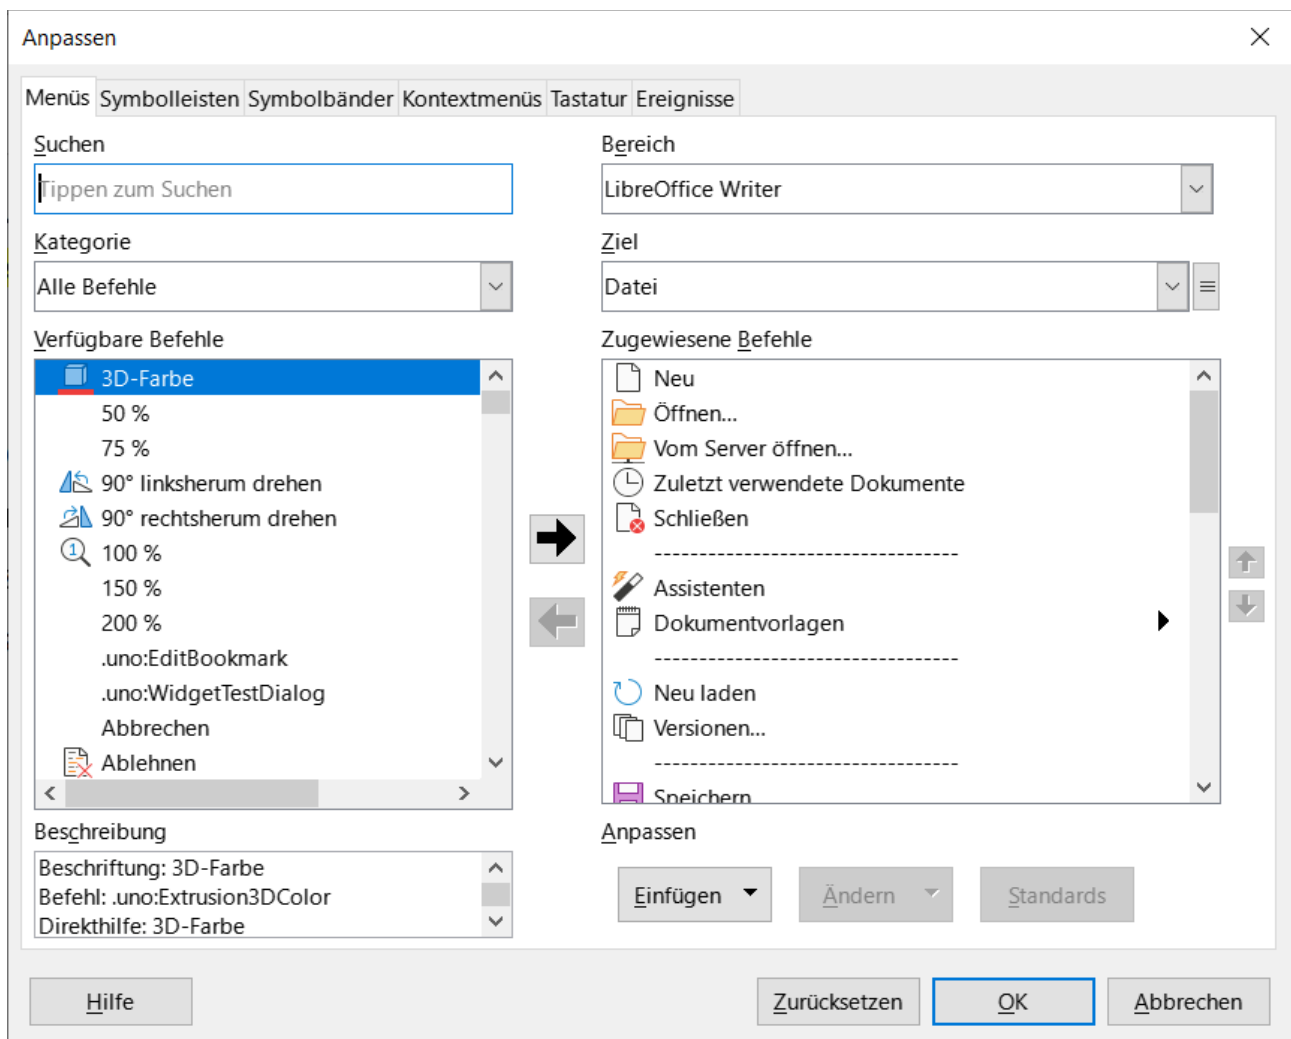 Anpassen
Menüs Symbolleisten Symbolbänder Kontextmenüs Tastatur Ereignisse
Suchen
Tippen zum Suchen
Kategorie
Alle Befehle
Verfügbare Befehle
3D-Farbe
50 %
75 %
90° linksherum drehen
90° rechtsherum drehen
1
100 %
150 %
200 %
.uno:EditBookmark
.uno:WidgetTestDialog
Abbrechen
Ablehnen
Beschreibung
Beschriftung: 3D-Farbe
Befehl: .uno:Extrusion3DColor
Direkthilfe: 3D-Farbe
Bereich
LibreOffice Writer
Ziel
Datei
Zugewiesene Befehle
Neu
Öffnen...
Vom Server öffnen...
Zuletzt verwendete Dokumente
Schließen
----------------------------------
Assistenten
Dokumentvorlagen
----------------------------------
Neu laden
Versionen...
----------------------------------
Speichern
Anpassen
Einfügen
Ändern
Standards
Hilfe
Zurücksetzen
OK
Abbrechen